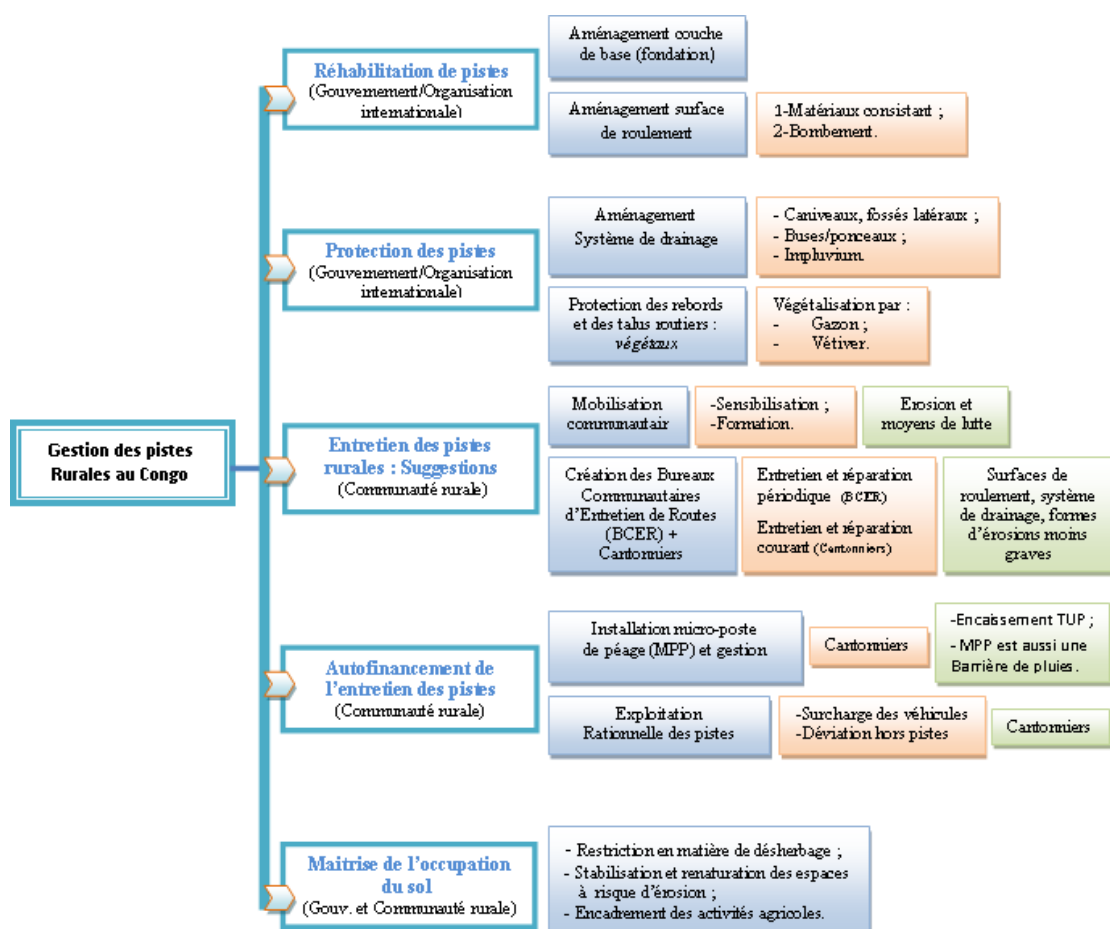 Gestion des pistes
Rurales au Congo
Réhabilitation de pistes
(Gouvernement/Organisation
internationale)
Aménagement couche
de base (fondation)
Aménagement surface
de roulement
1-Matériaux consistant ;
2-Bombement.
Protection des pistes
(Gouvernement/Organisation
internationale)
Aménagement
Système de drainage
- Caniveaux, fossés latéraux ;
- Buses/ponceaux ;
- Impluvium.
Protection des rebords
et des talus routiers :
végétaux
Végétalisation par :
- Gazon ;
- Vétiver.
Entretien des pistes
rurales : Suggestions
(Communauté rurale)
Mobilisation
communautair
-Sensibilisation ;
-Formation.
Erosion et
moyens de lutte
Création des Bureaux
Communautaires
d'Entretien de Routes
(BCER) +
Cantonniers
Entretien et réparation
périodique (BCER)
Entretien et réparation
courant (Cantonniers)
Surfaces de
roulement, système
de drainage, formes
d'érosions moins
graves
Autofinancement de
l'entretien des pistes
(Communauté rurale)
Installation micro-poste
de péage (MPP) et gestion
Cantonniers
-Encaissement TUP ;
- MPP est aussi une
Barrière de pluies.
Exploitation
Rationnelle des pistes
-Surcharge des véhicules
-Déviation hors pistes
Cantonniers
Maitrise de l'occupation
du sol
(Gouv. et Communauté rurale)
- Restriction en matière de désherbage ;
- Stabilisation et renaturation des espaces
à risque d'érosion ;
- Encadrement des activités agricoles.